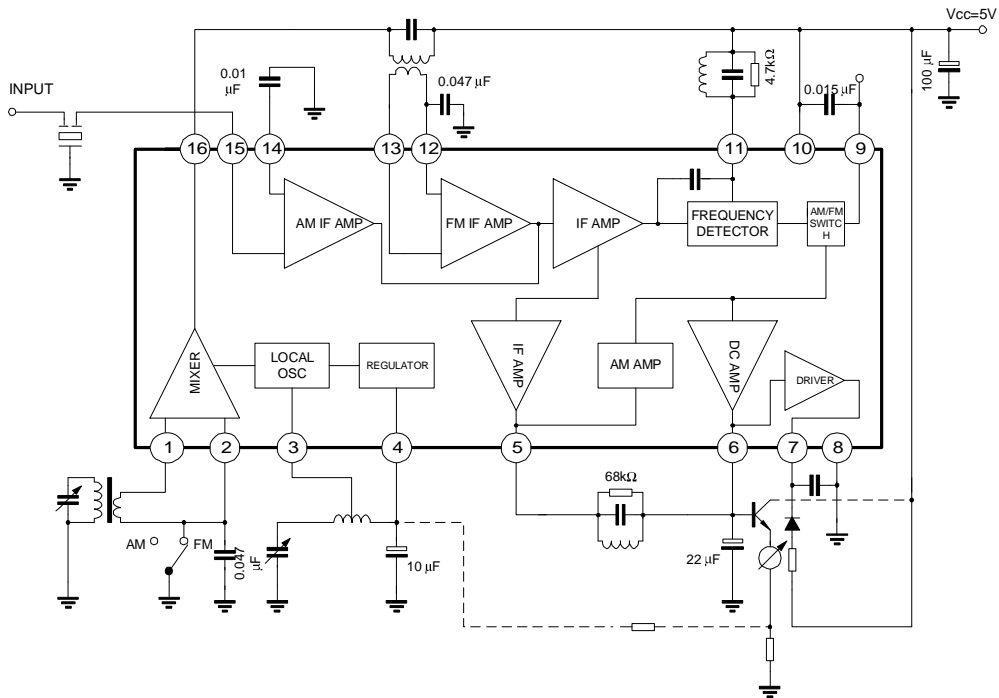 Vcc=5V
INPUT
0.01
μF
0.047 μF
4.7kΩ
0.015 μF
100 μF
16
15
14
13
12
11
10
9
AM IF AMP
FM IF AMP
IF AMP
FREQUENCY
DETECTOR
AM/FM
SWITC
H
MIXER
LOCAL
OSC
REGULATOR
IF AMP
AM AMP
DC AMP
DRIVER
1
2
3
4
5
6
7
8
68kΩ
AM
FM
0.047
μF
10 μF
22 μF